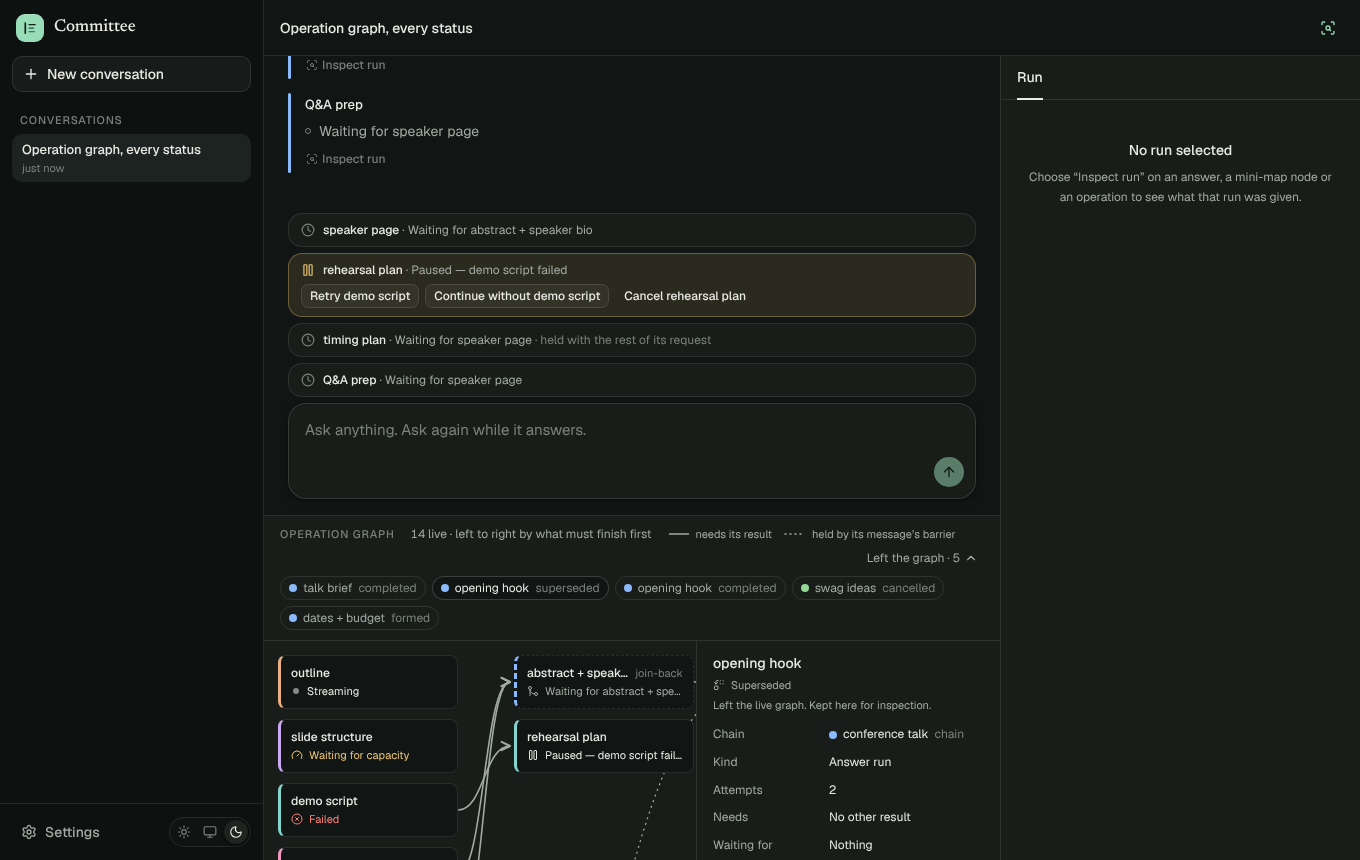 Committee
New conversation
CONVERSATIONS
Operation graph, every status
just now
Settings
Operation graph, every status
Inspect run
Q&A prep
Waiting for speaker page
Inspect run
speaker page · Waiting for abstract + speaker bio
rehearsal plan · Paused — demo script failed
Retry demo script
Continue without demo script
Cancel rehearsal plan
timing plan · Waiting for speaker page · held with the rest of its request
Q&A prep · Waiting for speaker page
Ask anything. Ask again while it answers.
OPERATION GRAPH
14 live · left to right by what must finish first
needs its result
held by its message's barrier
Left the graph · 5
talk brief completed
opening hook superseded
opening hook completed
swag ideas cancelled
dates + budget formed
outline
Streaming
slide structure
Waiting for capacity
demo script
Failed
abstract + speak… join-back
Waiting for abstract + spe…
rehearsal plan
Paused — demo script fail…
opening hook
Superseded
Left the live graph. Kept here for inspection.
Chain conference talk chain
Kind Answer run
Attempts 2
Needs No other result
Waiting for Nothing
Run
No run selected
Choose “Inspect run” on an answer, a mini-map node or
an operation to see what that run was given.